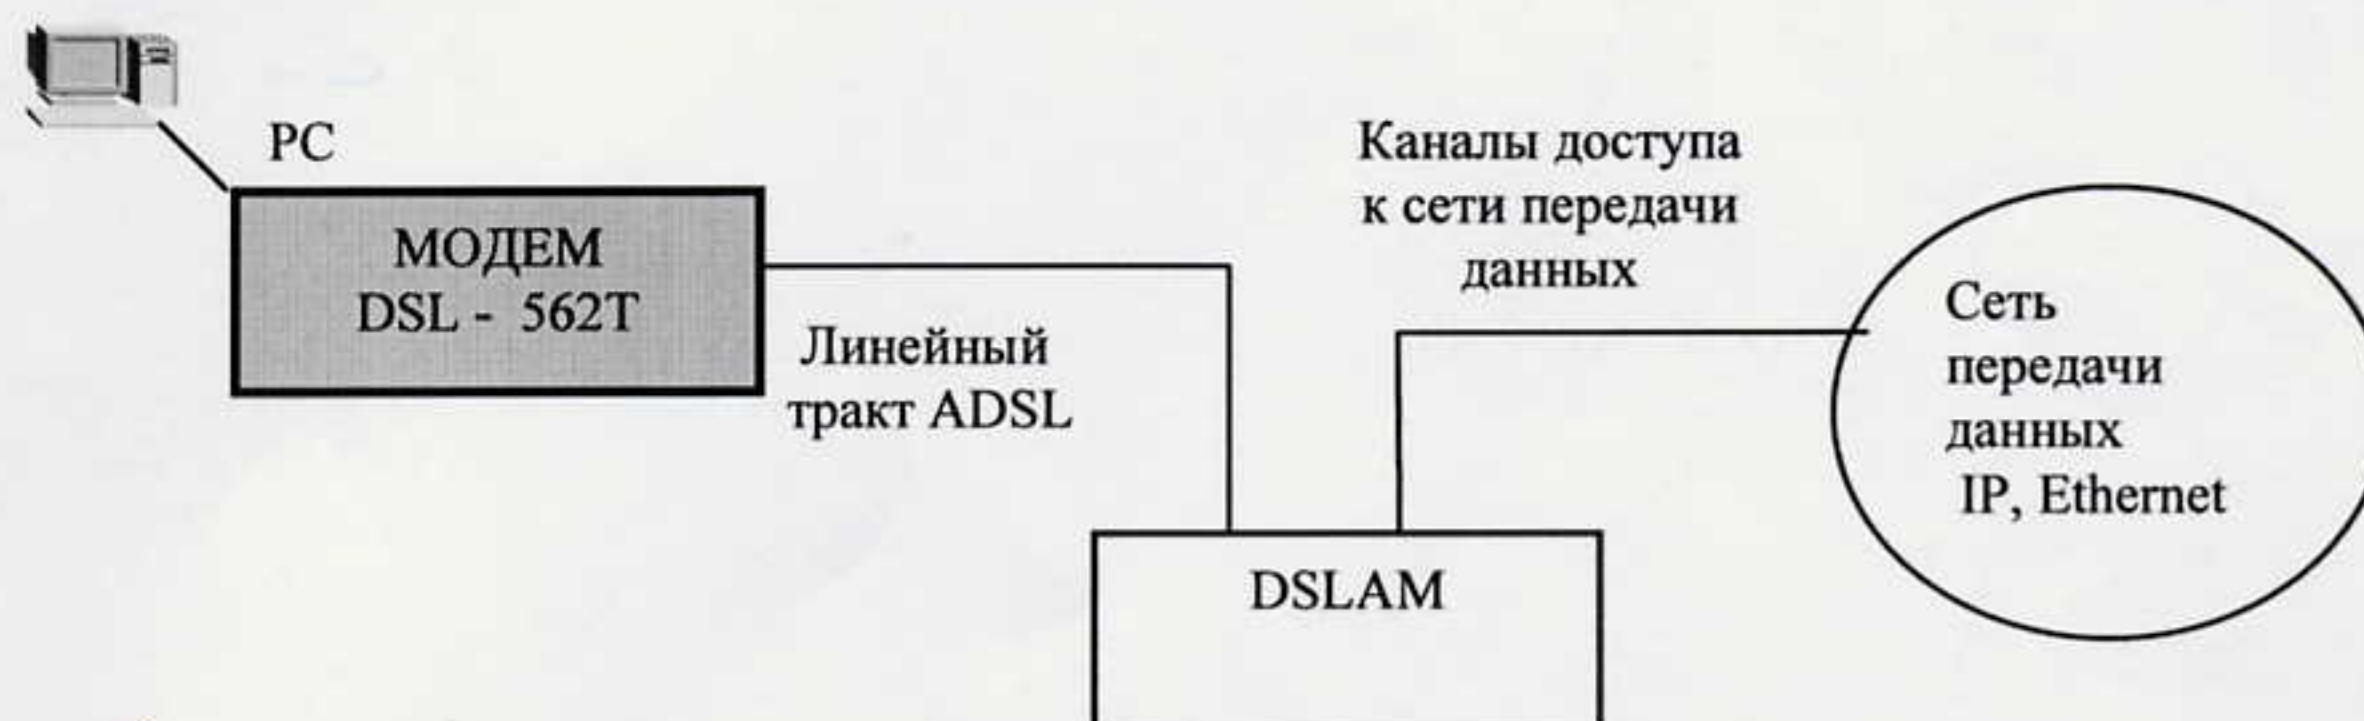 PC
МОДЕМ
DSL - 562T
Линейный
тракт ADSL
Каналы доступа
к сети передачи
данных
Сеть
передачи
данных
IP, Ethernet
DSLAM